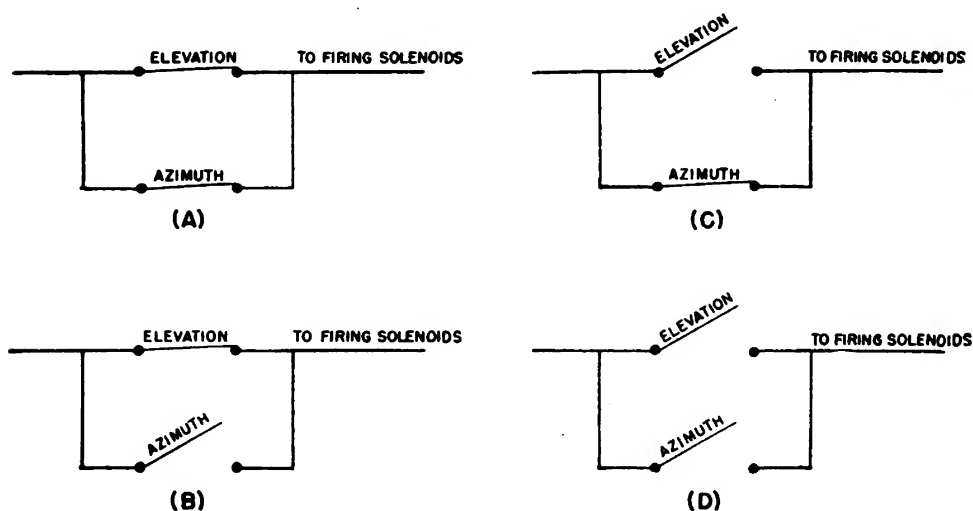 ELEVATION TO FIRING SOLENOIDS
AZIMUTH
(A)
ELEVATION TO FIRING SOLENOIDS
AZIMUTH
(C)
ELEVATION TO FIRING SOLENOIDS
AZIMUTH
(B)
ELEVATION TO FIRING SOLENOIDS
AZIMUTH
(D)